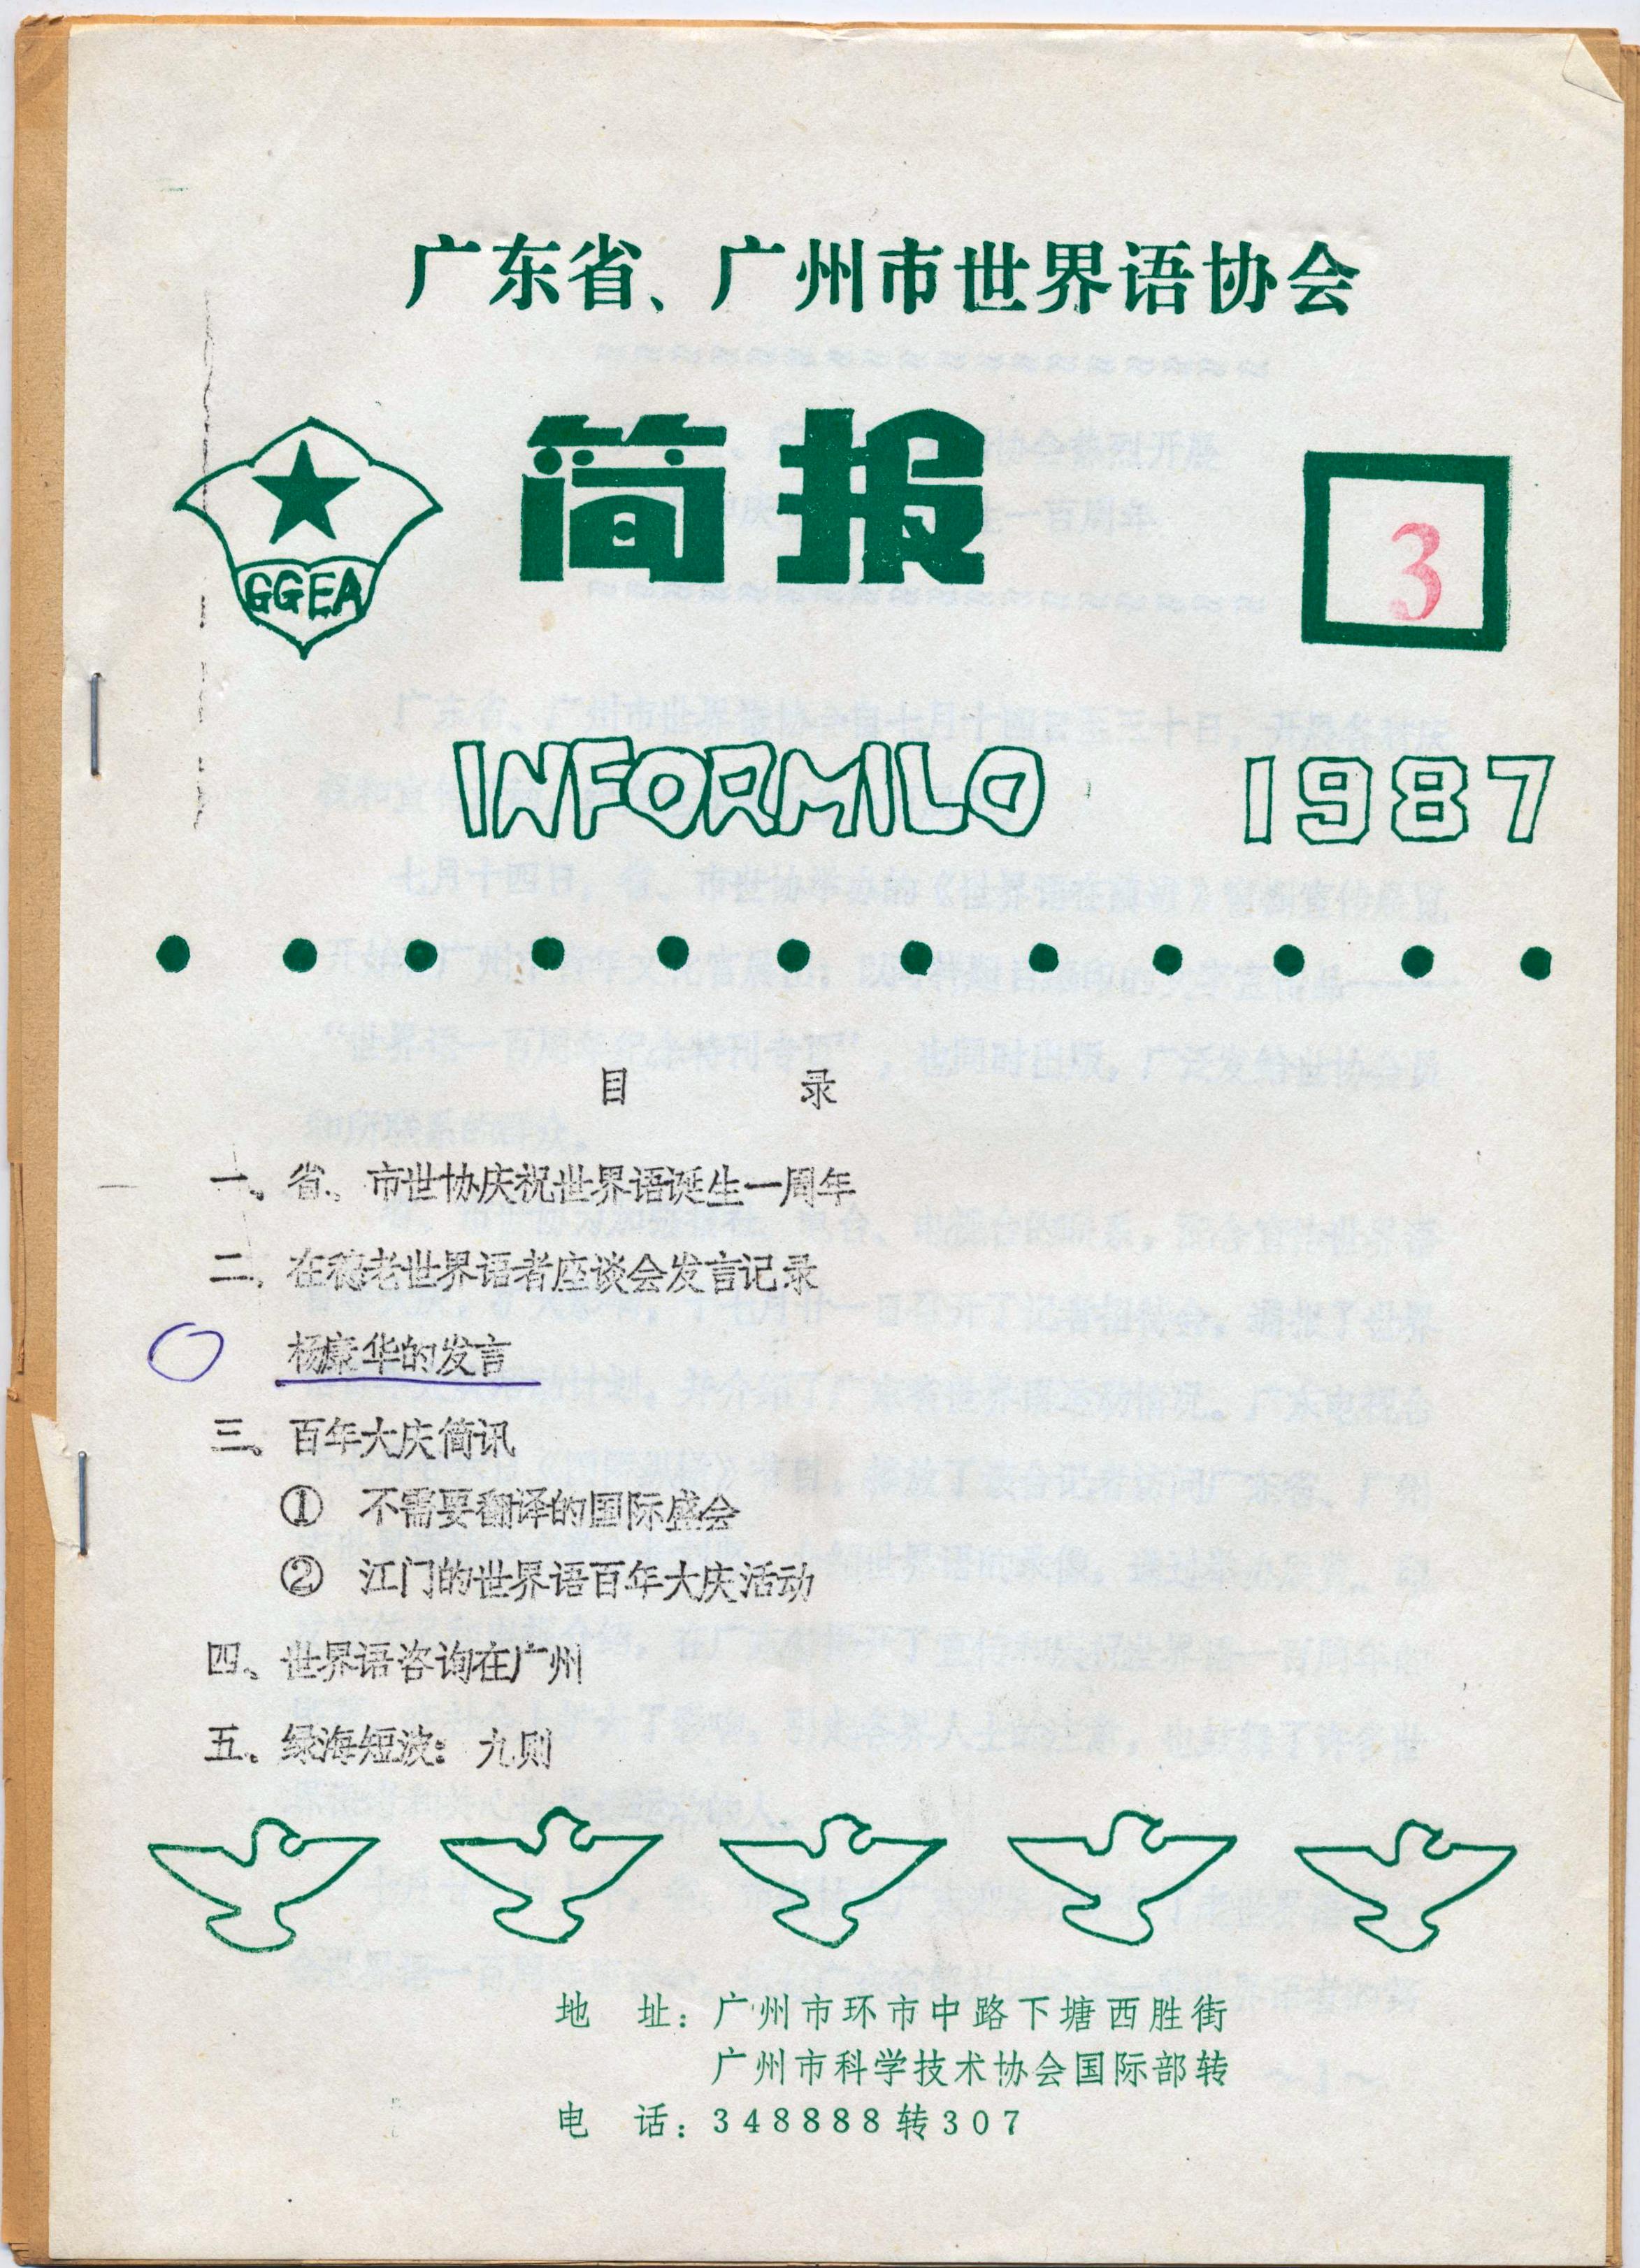 广东省、广州市世界语协会
简报
GGEA
3
INFORMILO 1987
目 录
一、省、市世协庆祝世界语诞生一周年
二、在穗老世界语者座谈会发言记录
杨康华的发言
三、百年大庆简讯
① 不需要翻译的国际盛会
② 江门的世界语百年大庆活动
四、世界语咨询在广州
五、绿海短波：九则
地 址：广州市环市中路下塘西胜街
广州市科学技术协会国际部转
电 话：348888转307